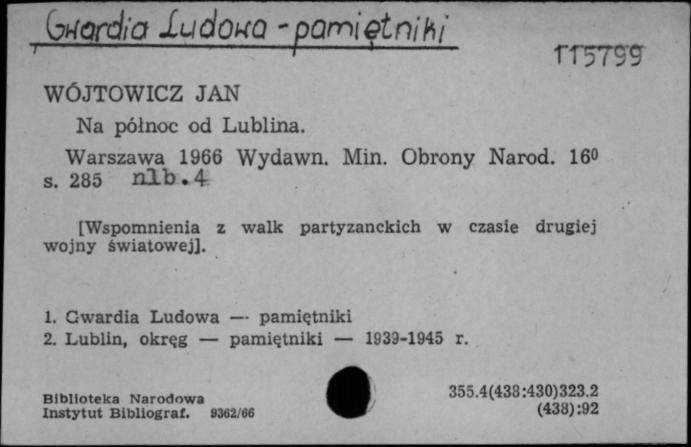 Gwardia Ludowa - pamiętniki
115799
WÓJTOWICZ JAN
Na północ od Lublina.
Warszawa 1966 Wydawn. Min. Obrony Narod. 16⁰
s. 285 nlb.4
[Wspomnienia z walk partyzanckich w czasie drugiej
wojny światowej].
1. Gwardia Ludowa — pamiętniki
2. Lublin, okręg — pamiętniki — 1939-1945 r.
Biblioteka Narodowa
Instytut Bibliograf. 9362/66
355.4(438:430)323.2
(438):92